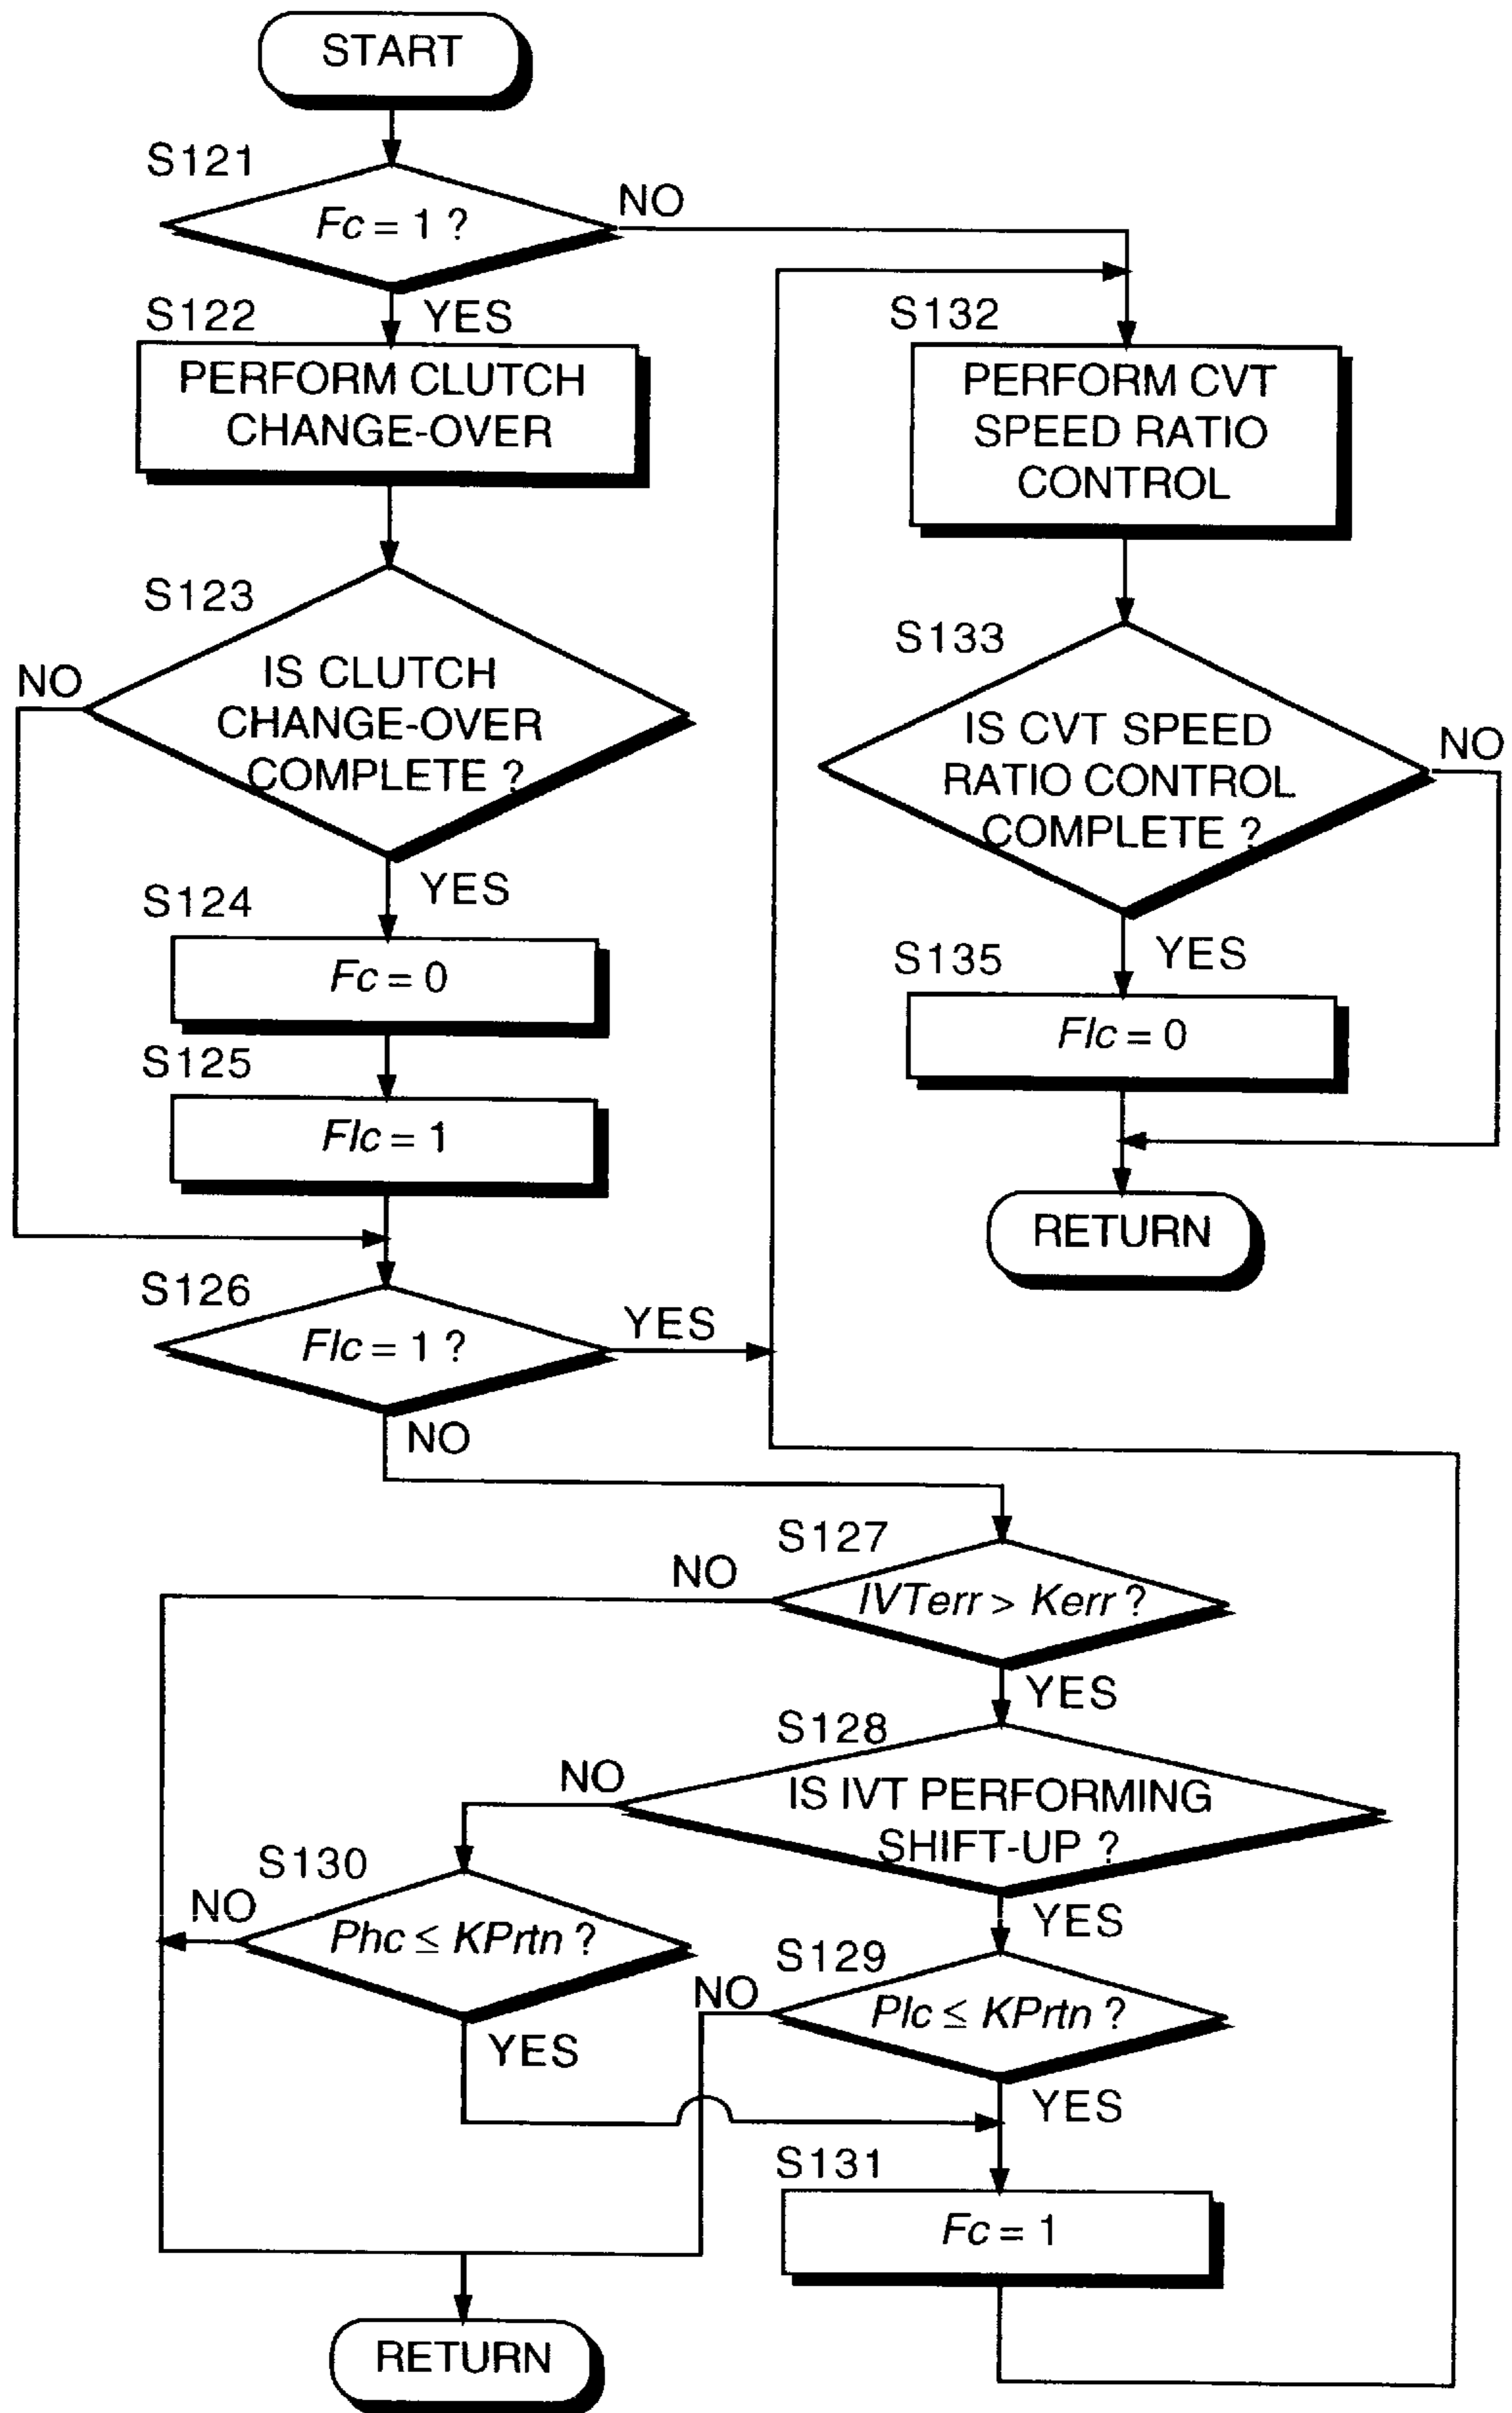 START
S121
Fc = 1 ?
NO
YES
S122
PERFORM CLUTCH
CHANGE-OVER
S123
IS CLUTCH
CHANGE-OVER
COMPLETE ?
NO
YES
S124
Fc = 0
S125
Flc = 1
S126
Flc = 1 ?
YES
NO
S132
PERFORM CVT
SPEED RATIO
CONTROL
S133
IS CVT SPEED
RATIO CONTROL
COMPLETE ?
NO
YES
S135
Flc = 0
RETURN
S127
NO
IVTerr > Kerr ?
YES
S128
NO
IS IVT PERFORMING
SHIFT-UP ?
YES
S130
NO
Phc ≤ KPrtn ?
YES
S129
NO
Plc ≤ KPrtn ?
YES
S131
Fc = 1
RETURN